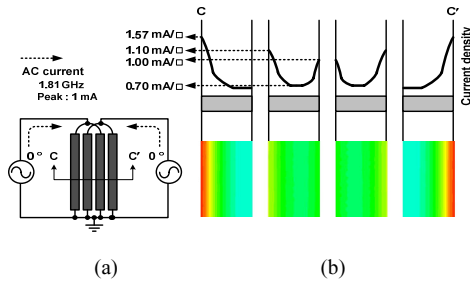 C
C′
1.57 mA/□
1.10 mA/□
1.00 mA/□
0.70 mA/□
Current density
AC current
1.81 GHz
Peak : 1 mA
0°
C
C′
0°
(a)
(b)